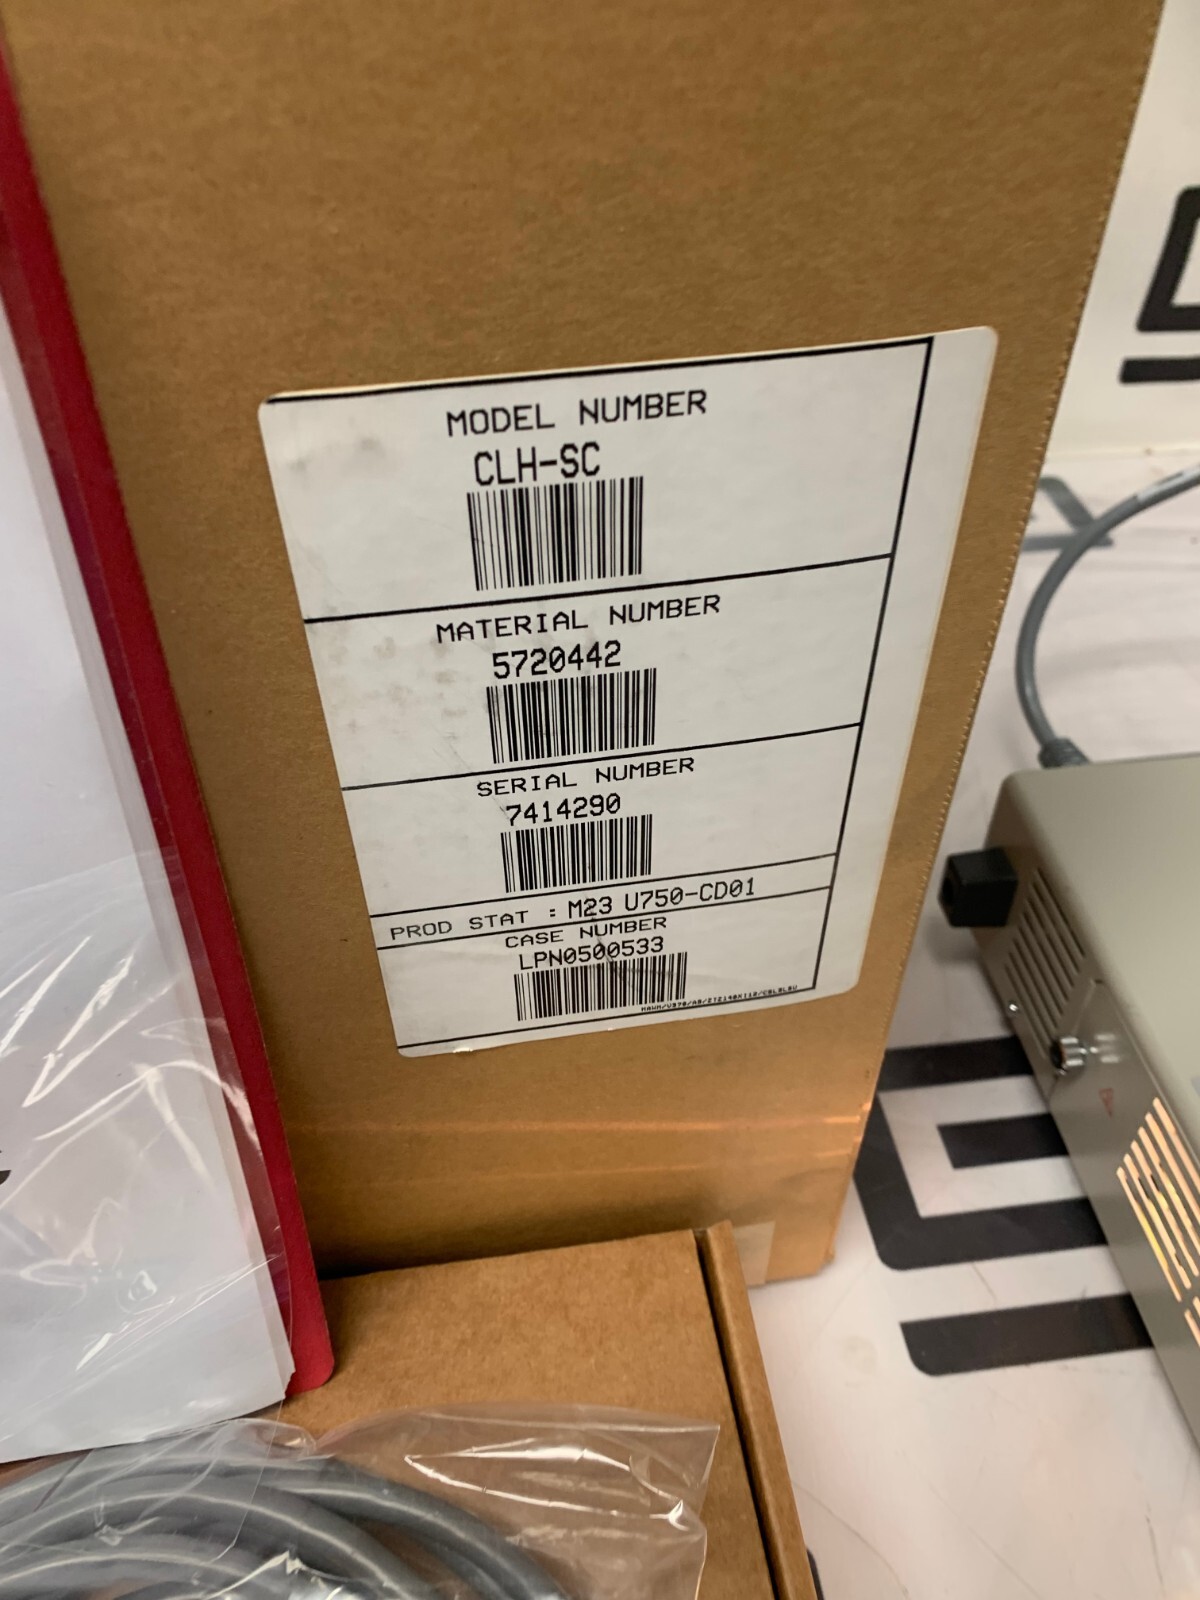 MODEL NUMBER
CLH-SC
MATERIAL NUMBER
5720442
SERIAL NUMBER
7414290
PROD STAT : M23 U750-CD01
CASE NUMBER
LPN0500533